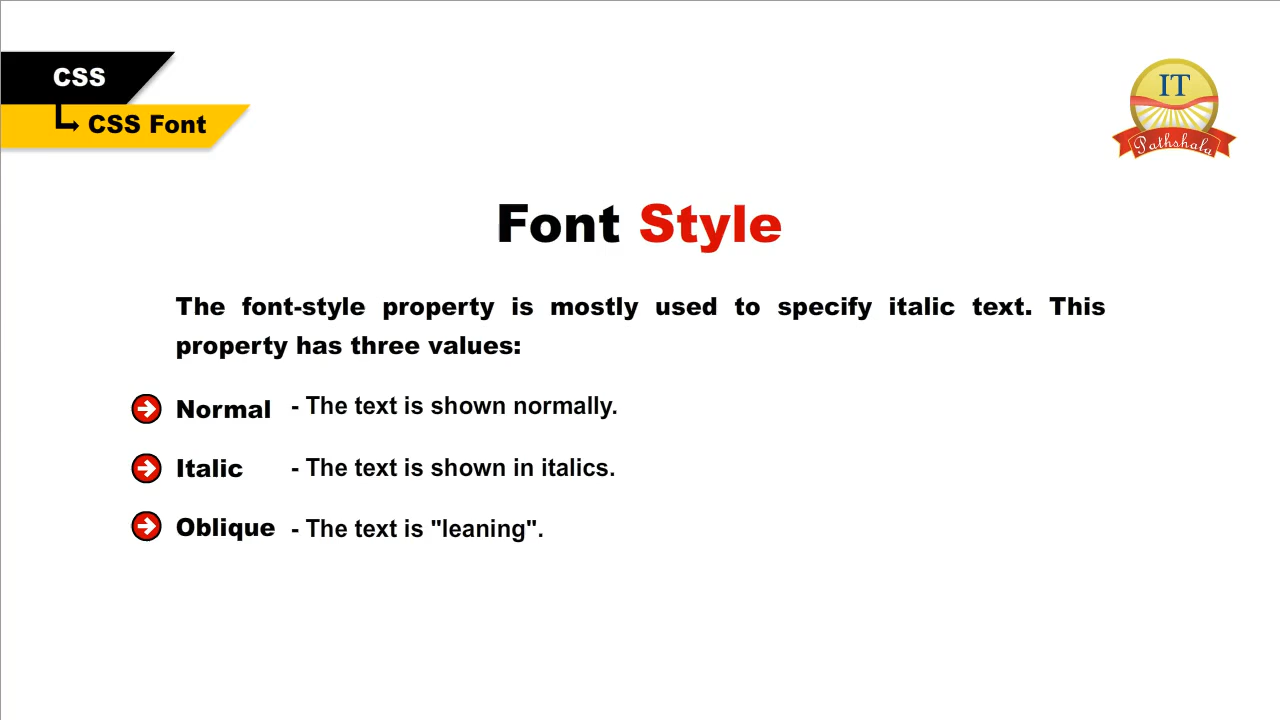 CSS
CSS Font
IT
Pathshala
Font Style
The font-style property is mostly used to specify italic text. This
property has three values:
Normal - The text is shown normally.
Italic - The text is shown in italics.
Oblique - The text is "leaning".